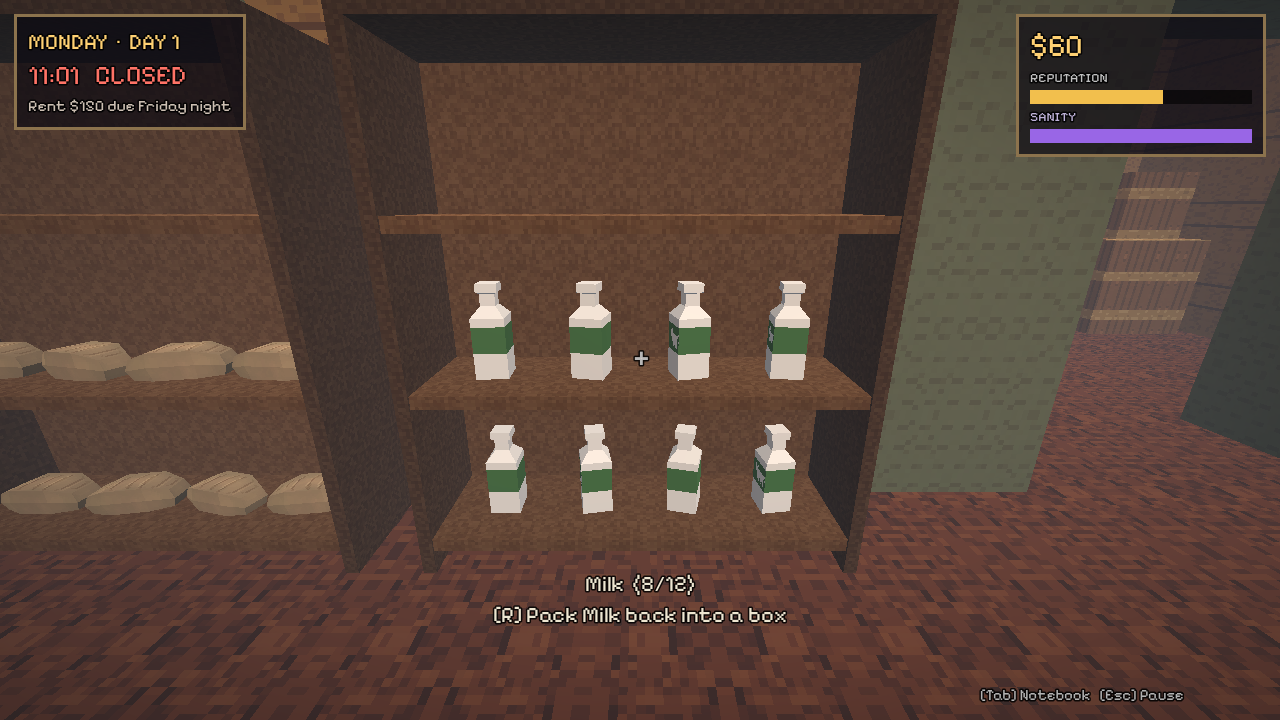 MONDAY · DAY 1
11:01 CLOSED
Rent $180 due Friday night
$60
REPUTATION
SANITY
Milk (8/12)
(R) Pack Milk back into a box
(Tab) Notebook (Esc) Pause